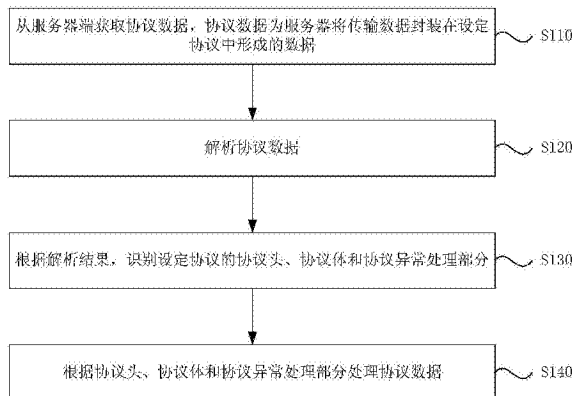 从服务器端获取协议数据，协议数据为服务器将传输数据封装在设定
协议中形成的数据
S110
解析协议数据
S120
根据解析结果，识别设定协议的协议头、协议体和协议异常处理部分
S130
根据协议头、协议体和协议异常处理部分处理协议数据
S140